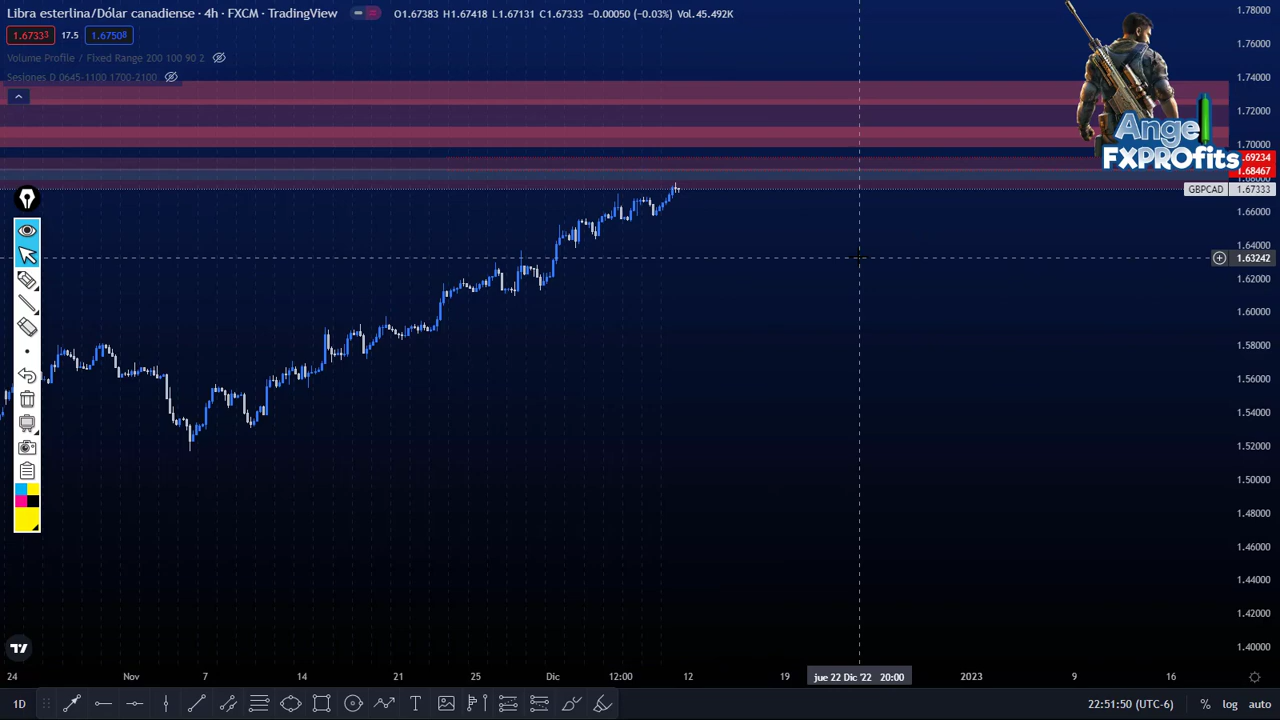 Libra esterlina/Dólar canadiense · 4h · FXCM · TradingView
O1.67383 H1.67418 L1.67131 C1.67333 −0.00050 (−0.03%) Vol.45.492K
1.67333 17.5 1.67508
Volume Profile / Fixed Range 200 100 90 2
Sesiones D 0645-1100 1700-2100
Angel
FXPROfits
1.78000
1.76000
1.74000
1.72000
1.70000
1.69234
1.68467
GBPCAD 1.67333
1.66000
1.64000
1.63242
1.62000
1.60000
1.58000
1.56000
1.54000
1.52000
1.50000
1.48000
1.46000
1.44000
1.42000
1.40000
24 Nov 7 14 21 25 Dic 12:00 12 19 jue 22 Dic '22 20:00 2023 9 16
1D
22:51:50 (UTC-6) % log auto